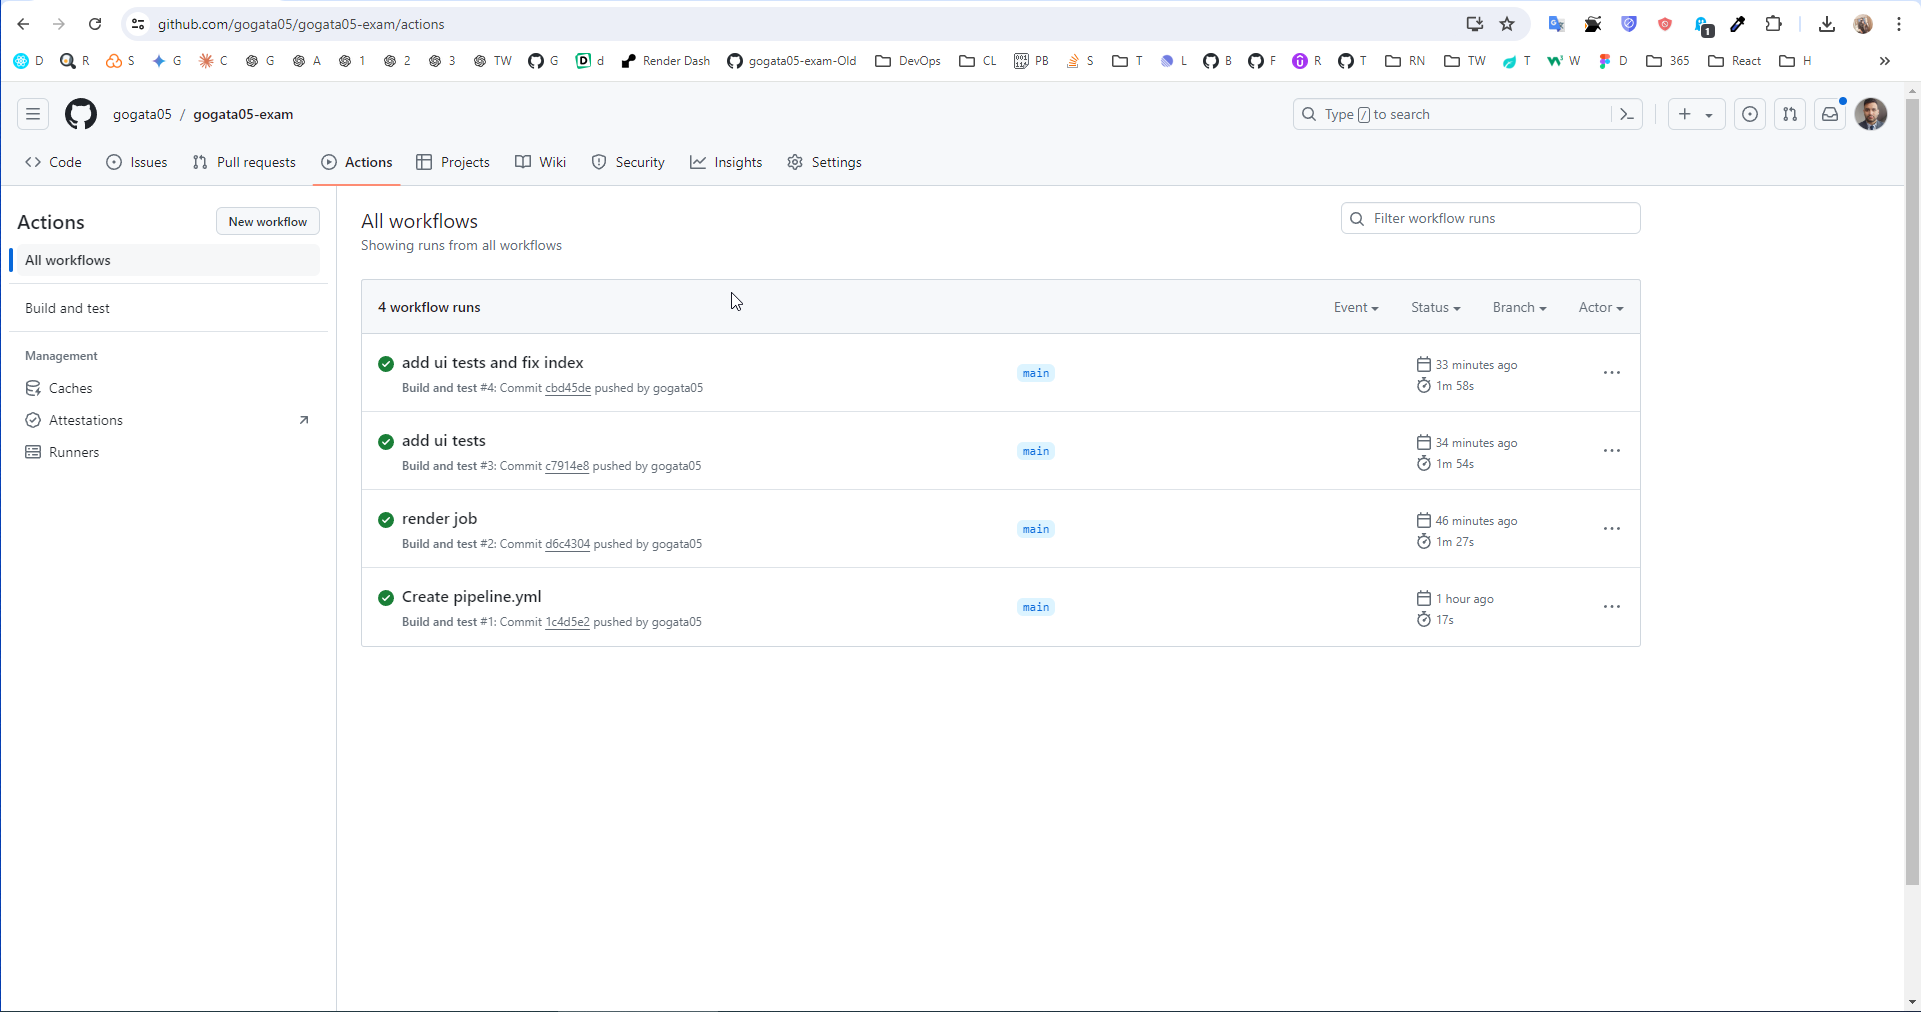 github.com/gogata05/gogata05-exam/actions
1
D R S G C G A 1 2 3 TW G d Render Dash gogata05-exam-Old DevOps CL PB S T L B F R T RN TW T W D 365 React H »
gogata05 / gogata05-exam
Type / to search
Code Issues Pull requests Actions Projects Wiki Security Insights Settings
Actions
New workflow
All workflows
Build and test
Management
Caches
Attestations
Runners
All workflows
Showing runs from all workflows
Filter workflow runs
4 workflow runs
Event Status Branch Actor
add ui tests and fix index
Build and test #4: Commit cbd45de pushed by gogata05
main
33 minutes ago
1m 58s
add ui tests
Build and test #3: Commit c7914e8 pushed by gogata05
main
34 minutes ago
1m 54s
render job
Build and test #2: Commit d6c4304 pushed by gogata05
main
46 minutes ago
1m 27s
Create pipeline.yml
Build and test #1: Commit 1c4d5e2 pushed by gogata05
main
1 hour ago
17s